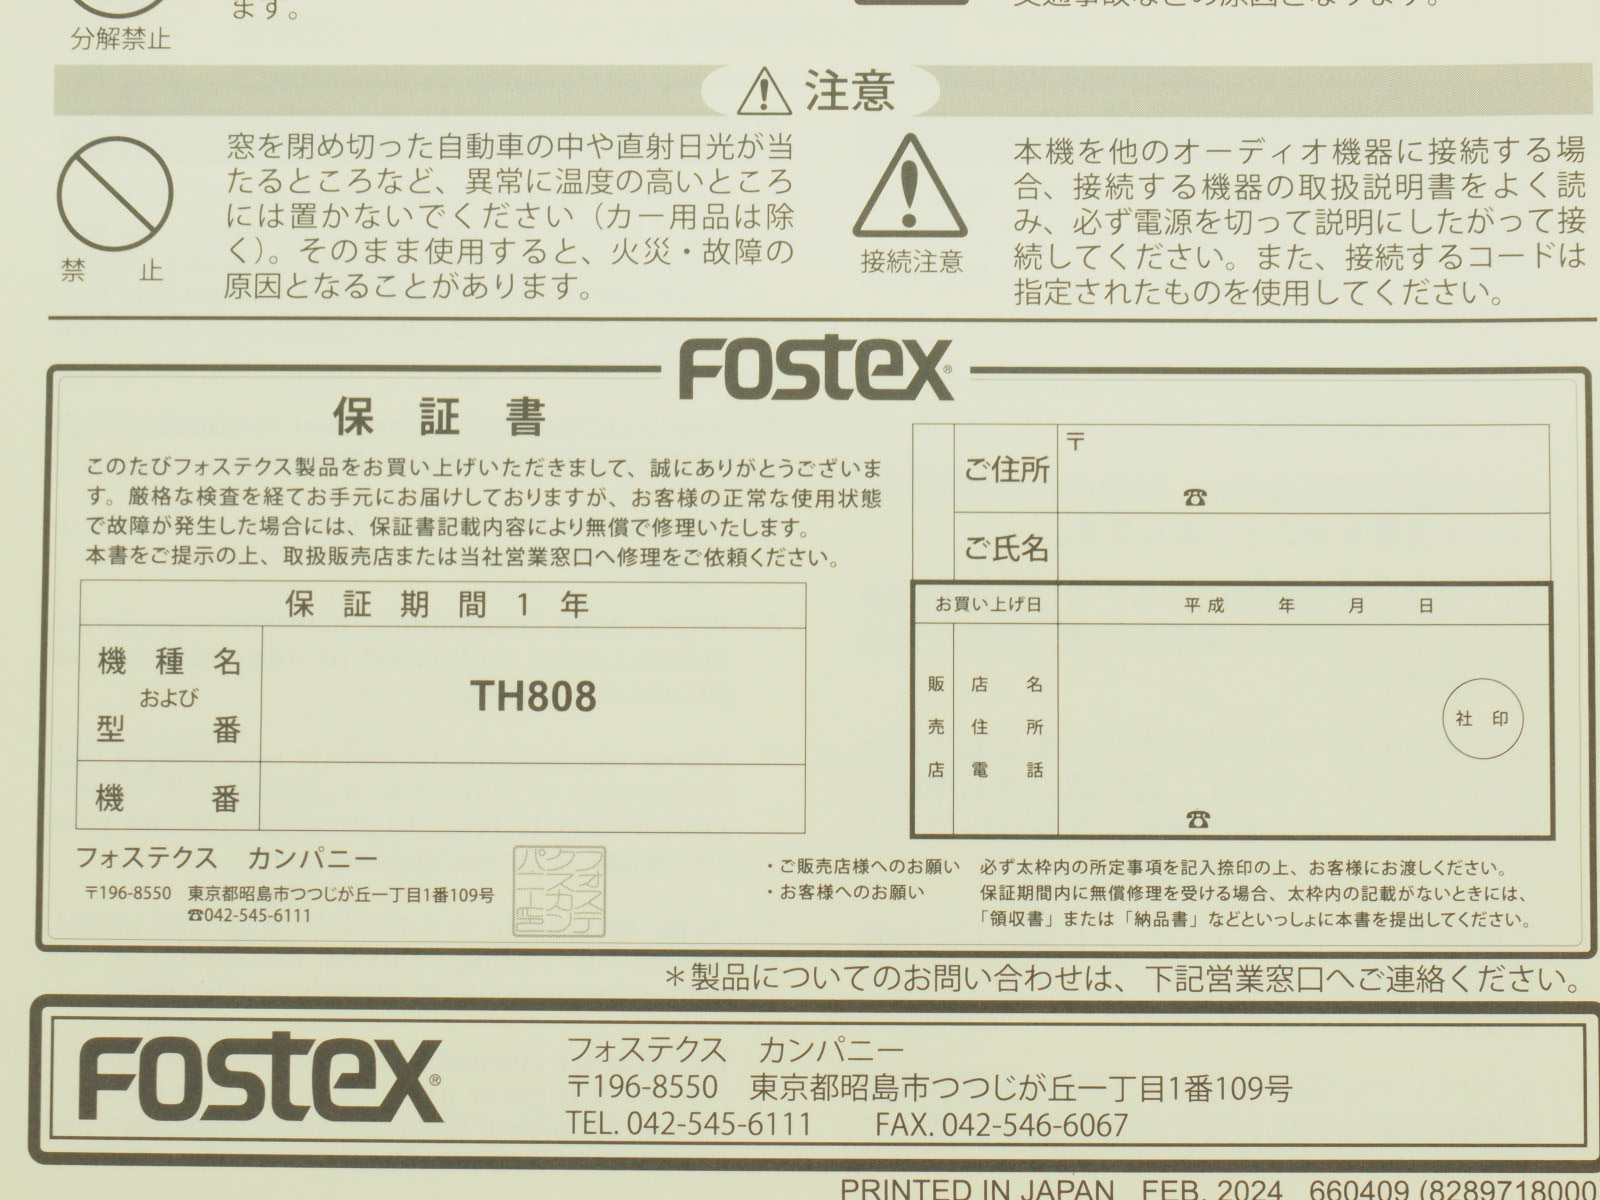 ます。
分解禁止
注意
窓を閉め切った自動車の中や直射日光が当
たるところなど、異常に温度の高いところ
には置かないでください（カー用品は除
く）。そのまま使用すると、火災・故障の
原因となることがあります。
禁 止
本機を他のオーディオ機器に接続する場
合、接続する機器の取扱説明書をよく読
み、必ず電源を切って説明にしたがって接
続してください。また、接続するコードは
指定されたものを使用してください。
接続注意
FOSTEX®
保 証 書
このたびフォステクス製品をお買い上げいただきまして、誠にありがとうございま
す。厳格な検査を経てお手元にお届けしておりますが、お客様の正常な使用状態
で故障が発生した場合には、保証書記載内容により無償で修理いたします。
本書をご提示の上、取扱販売店または当社営業窓口へ修理をご依頼ください。
保 証 期 間 1 年
機 種 名
および
型 番
TH808
機 番
ご住所
〒
☎
ご氏名
お買い上げ日 平成 年 月 日
販売店
店 名
住 所
電 話
社 印
☎
フォステクス カンパニー
〒196-8550 東京都昭島市つつじが丘一丁目1番109号
☎042-545-6111
フォステ
クスカン
パニー印
・ご販売店様へのお願い 必ず太枠内の所定事項を記入捺印の上、お客様にお渡しください。
・お客様へのお願い 保証期間内に無償修理を受ける場合、太枠内の記載がないときには、
「領収書」または「納品書」などといっしょに本書を提出してください。
＊製品についてのお問い合わせは、下記営業窓口へご連絡ください。
FOSTEX®
フォステクス カンパニー
〒196-8550 東京都昭島市つつじが丘一丁目1番109号
TEL. 042-545-6111 FAX. 042-546-6067
PRINTED IN JAPAN FEB. 2024 660409 (8289718000